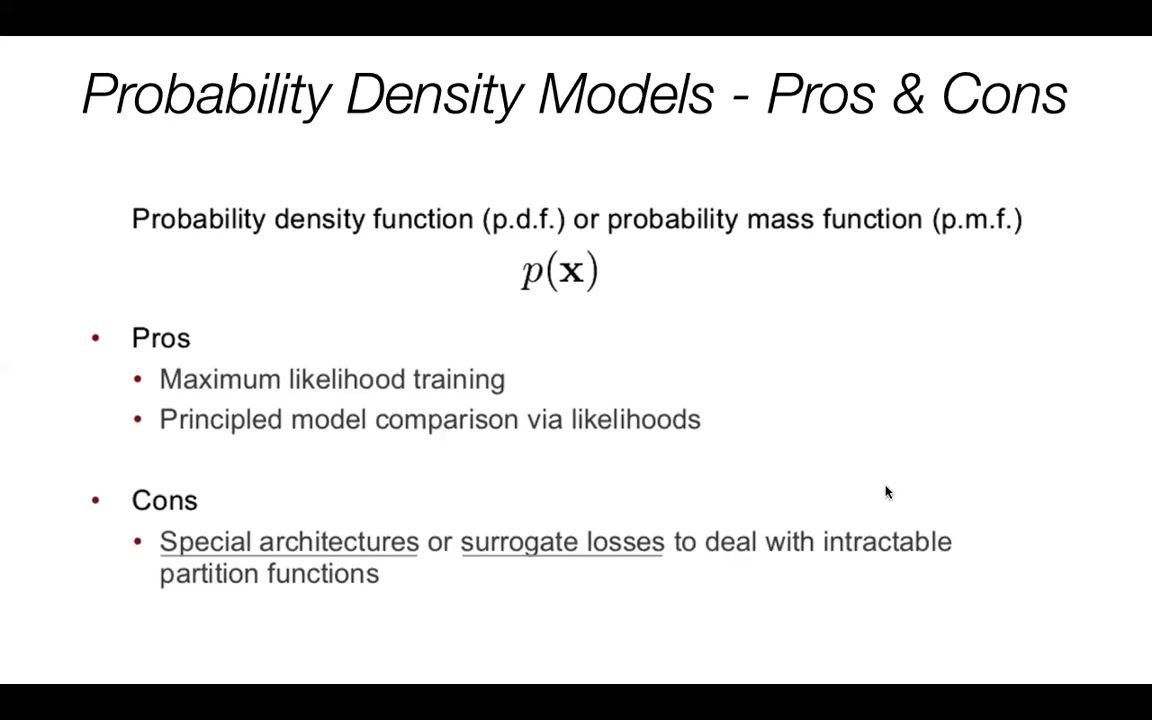 Probability Density Models - Pros & Cons
Probability density function (p.d.f.) or probability mass function (p.m.f.)
p(x)
• Pros
• Maximum likelihood training
• Principled model comparison via likelihoods
• Cons
• Special architectures or surrogate losses to deal with intractable
partition functions